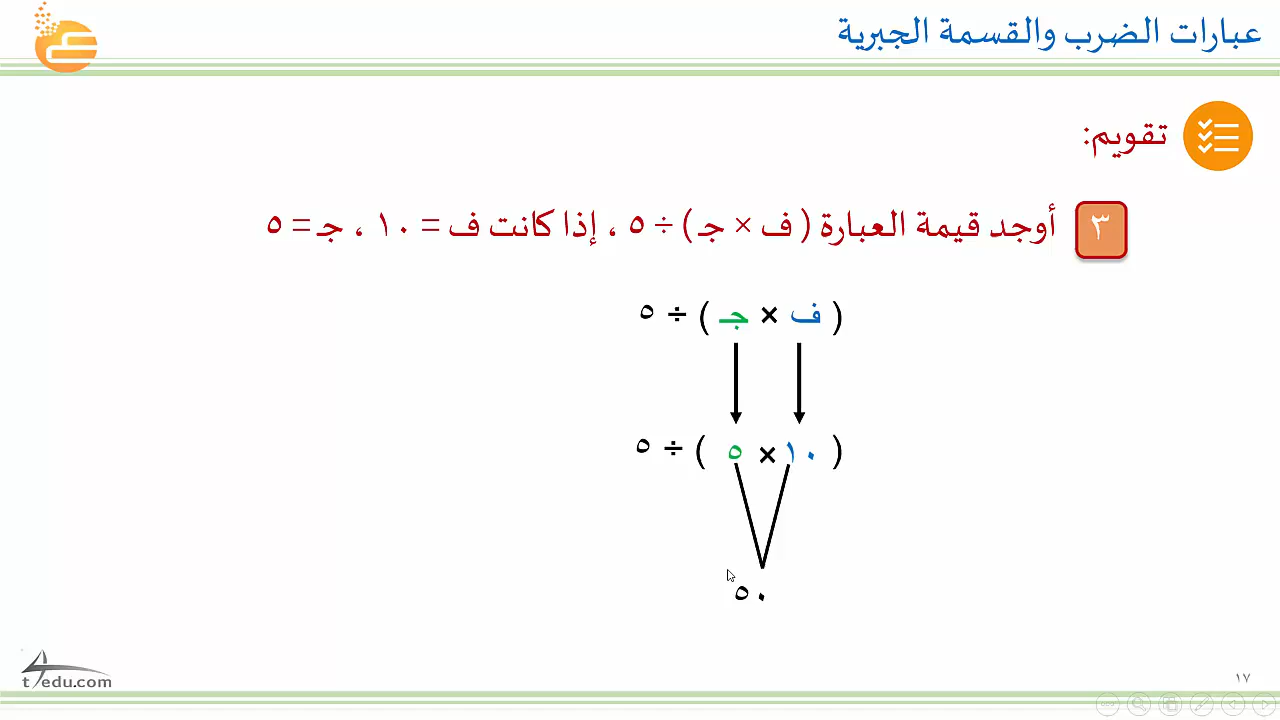 عبارات الضرب والقسمة الجبرية
تقويم:
٣ أوجد قيمة العبارة ( ف × جـ ) ÷ ٥ ، إذا كانت ف = ١٠ ، جـ = ٥
( ف × جـ ) ÷ ٥
( ١٠ × ٥ ) ÷ ٥
٥٠
t4edu.com
١٧